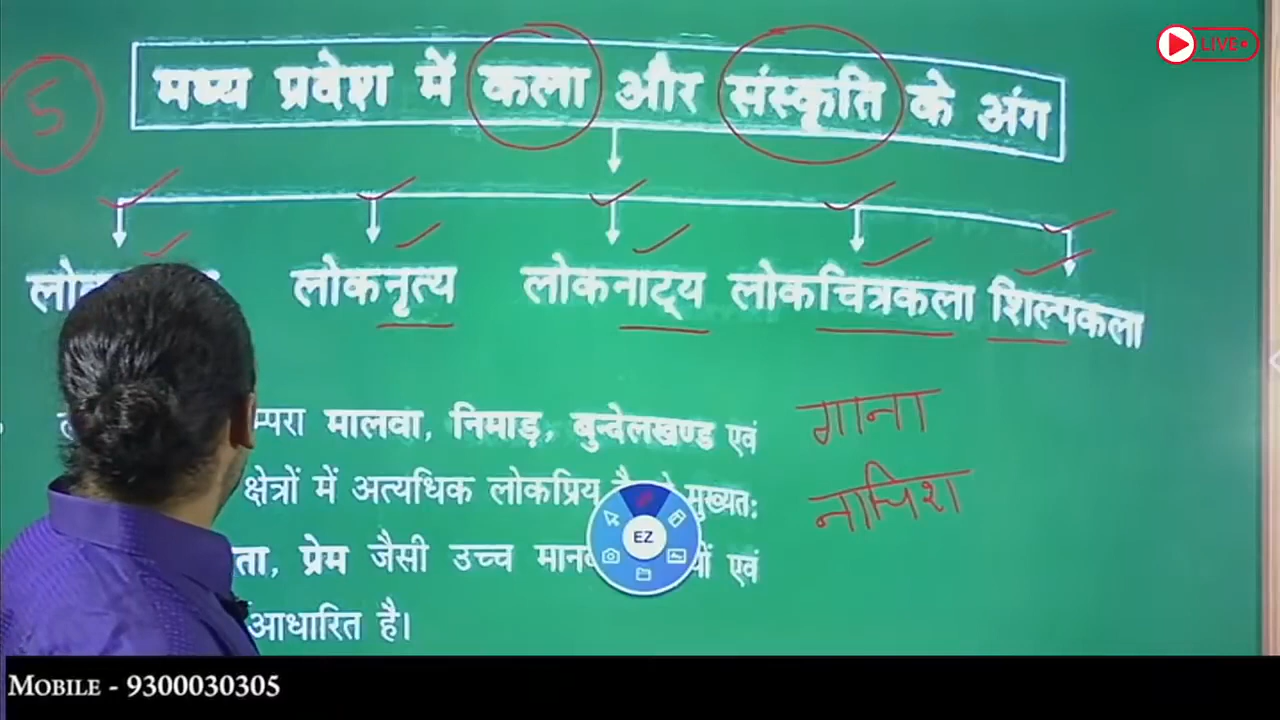 LIVE
5
मध्य प्रदेश में कला और संस्कृति के अंग
लोकनृत्य लोकनाट्य लोकचित्रकला शिल्पकला
मालवा, निमाड़, बुन्देलखण्ड एवं
गाना
क्षेत्रों में अत्यधिक लोकप्रिय मुख्यत:
प्रेम जैसी उच्च एवं
आधारित है।
EZ
MOBILE - 9300030305